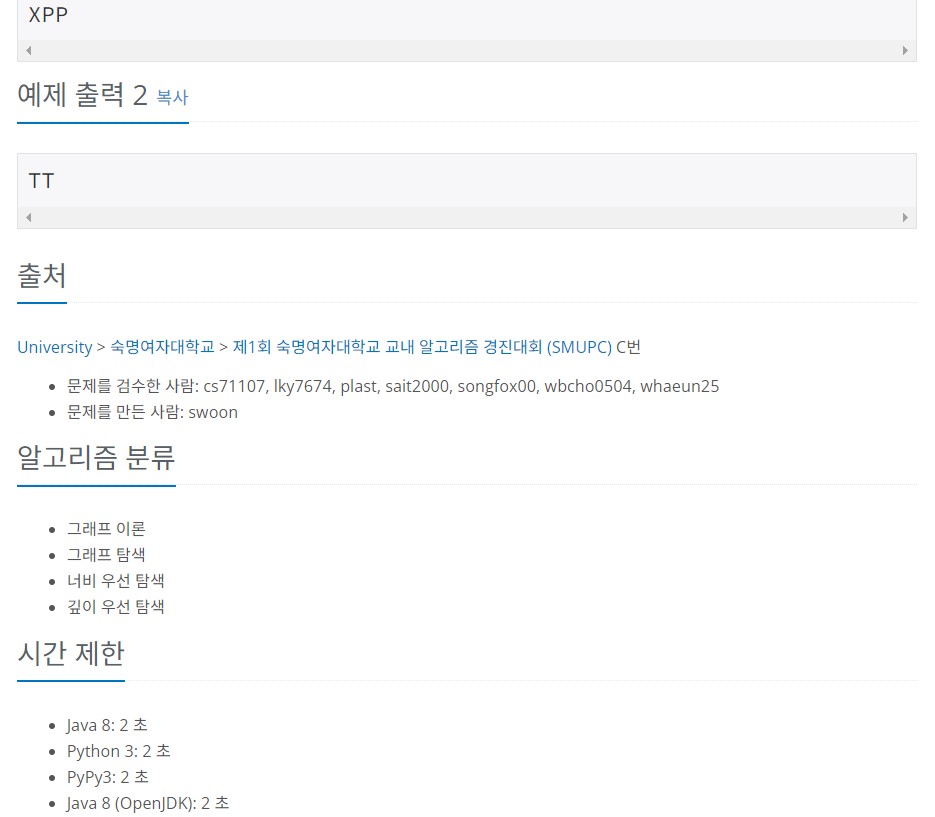 XPP
예제 출력 2 복사
TT
출처
University > 숙명여자대학교 > 제1회 숙명여자대학교 교내 알고리즘 경진대회 (SMUPC) C번
문제를 검수한 사람: cs71107, lky7674, plast, sait2000, songfox00, wbcho0504, whaeun25
문제를 만든 사람: swoon
알고리즘 분류
그래프 이론
그래프 탐색
너비 우선 탐색
깊이 우선 탐색
시간 제한
Java 8: 2 초
Python 3: 2 초
PyPy3: 2 초
Java 8 (OpenJDK): 2 초